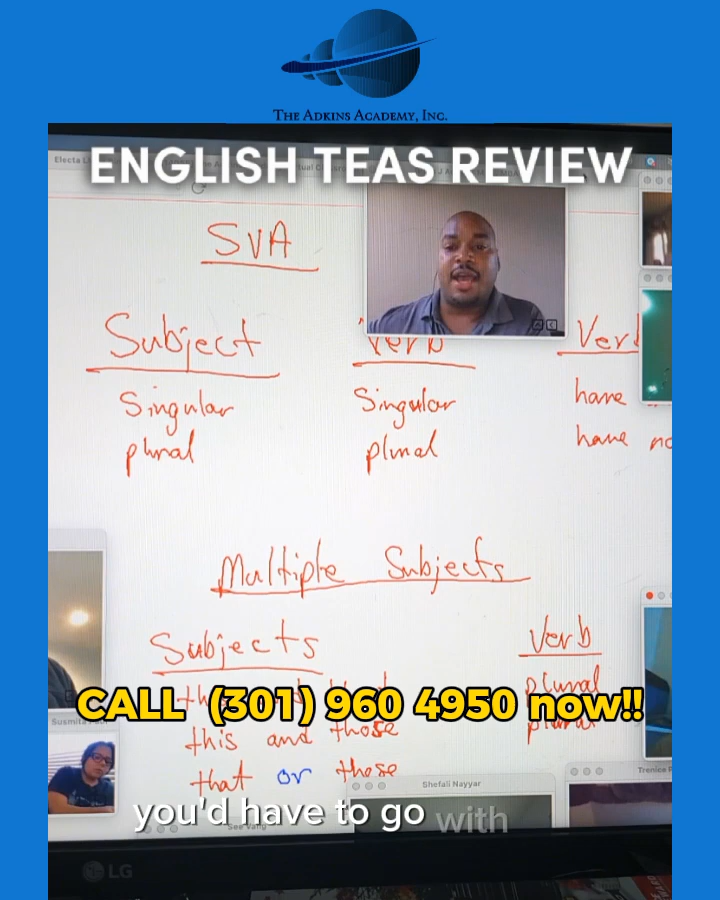 THE ADKINS ACADEMY, INC.
ENGLISH TEAS REVIEW
SVA
Subject
Verb
Singular
Singular
have
plural
plural
have
Multiple Subjects
Subjects
Verb
plural
CALL (301) 960 4950 now!!
plural
this and those
that or these
Shefali Nayyar
you'd have to go with
LG